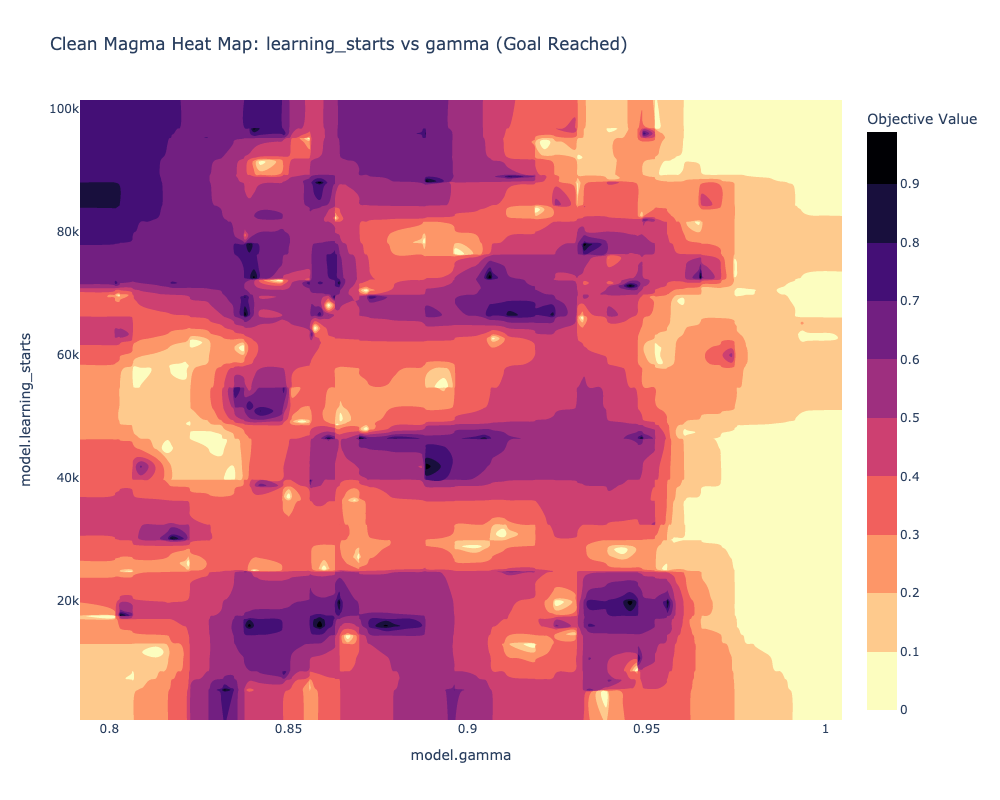 Clean Magma Heat Map: learning_starts vs gamma (Goal Reached)
Objective Value
100k
80k
60k
40k
20k
model.learning_starts
0.8
0.85
0.9
0.95
1
model.gamma
0.9
0.8
0.7
0.6
0.5
0.4
0.3
0.2
0.1
0